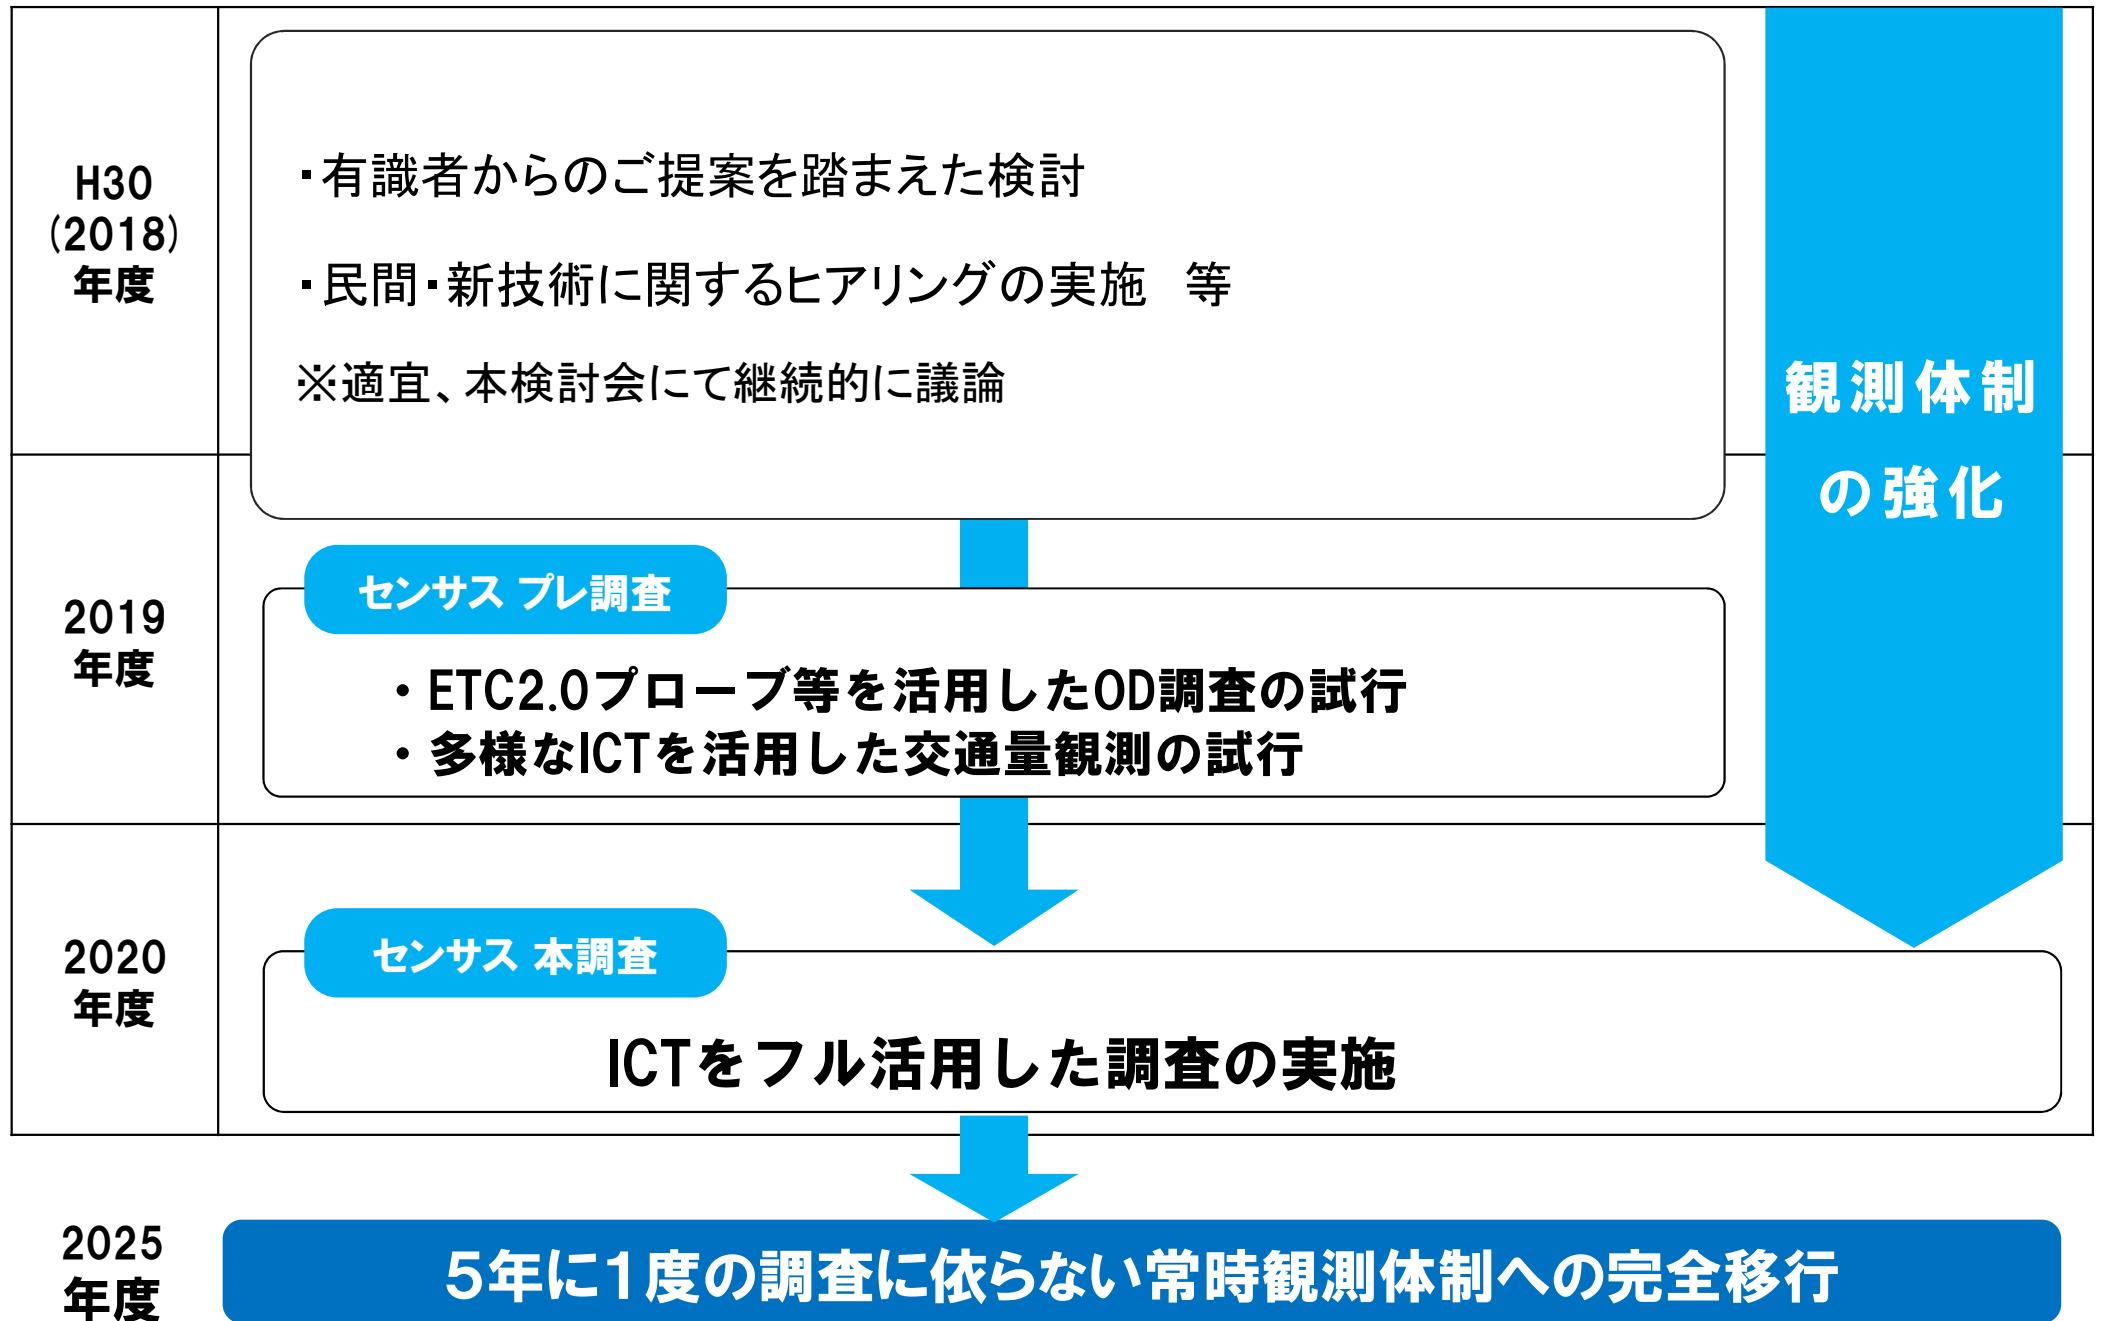 H30
(2018)
年度
・有識者からのご提案を踏まえた検討
・民間・新技術に関するヒアリングの実施　等
※適宜、本検討会にて継続的に議論
観測体制
の強化
2019
年度
センサス プレ調査
・ETC2.0プローブ等を活用したOD調査の試行
・多様なICTを活用した交通量観測の試行
2020
年度
センサス 本調査
ICTをフル活用した調査の実施
2025
年度
５年に１度の調査に依らない常時観測体制への完全移行